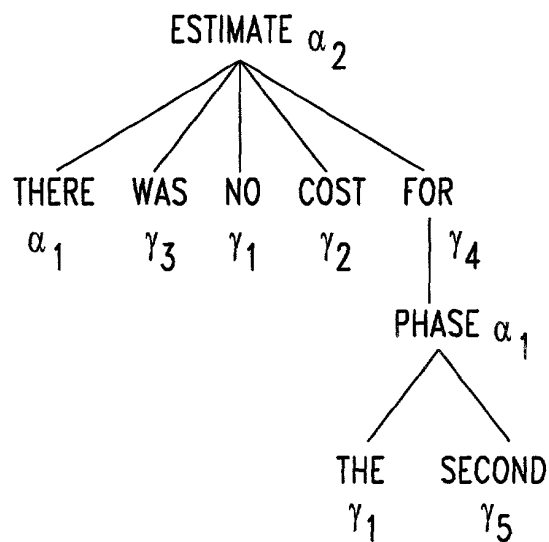 ESTIMATE α2
THERE WAS NO COST FOR
α1 γ3 γ1 γ2 γ4
PHASE α1
THE SECOND
γ1 γ5